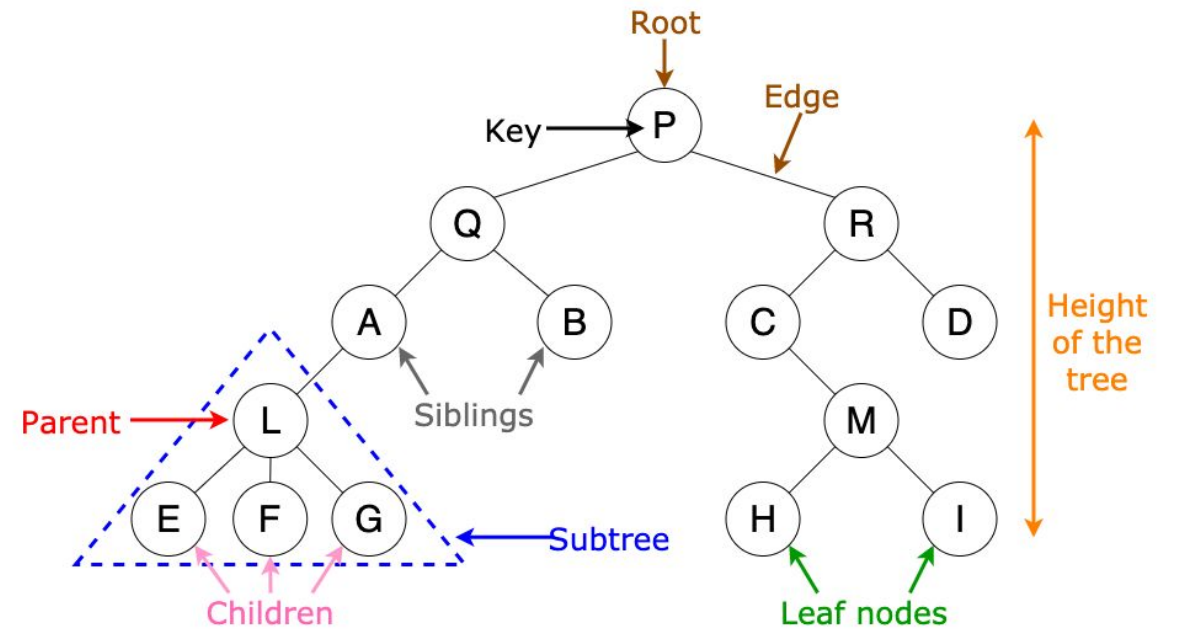 Root
Edge
Key
P
Q
R
A
B
C
D
Height
of the
tree
Parent
L
Siblings
M
E
F
G
H
I
Subtree
Children
Leaf nodes